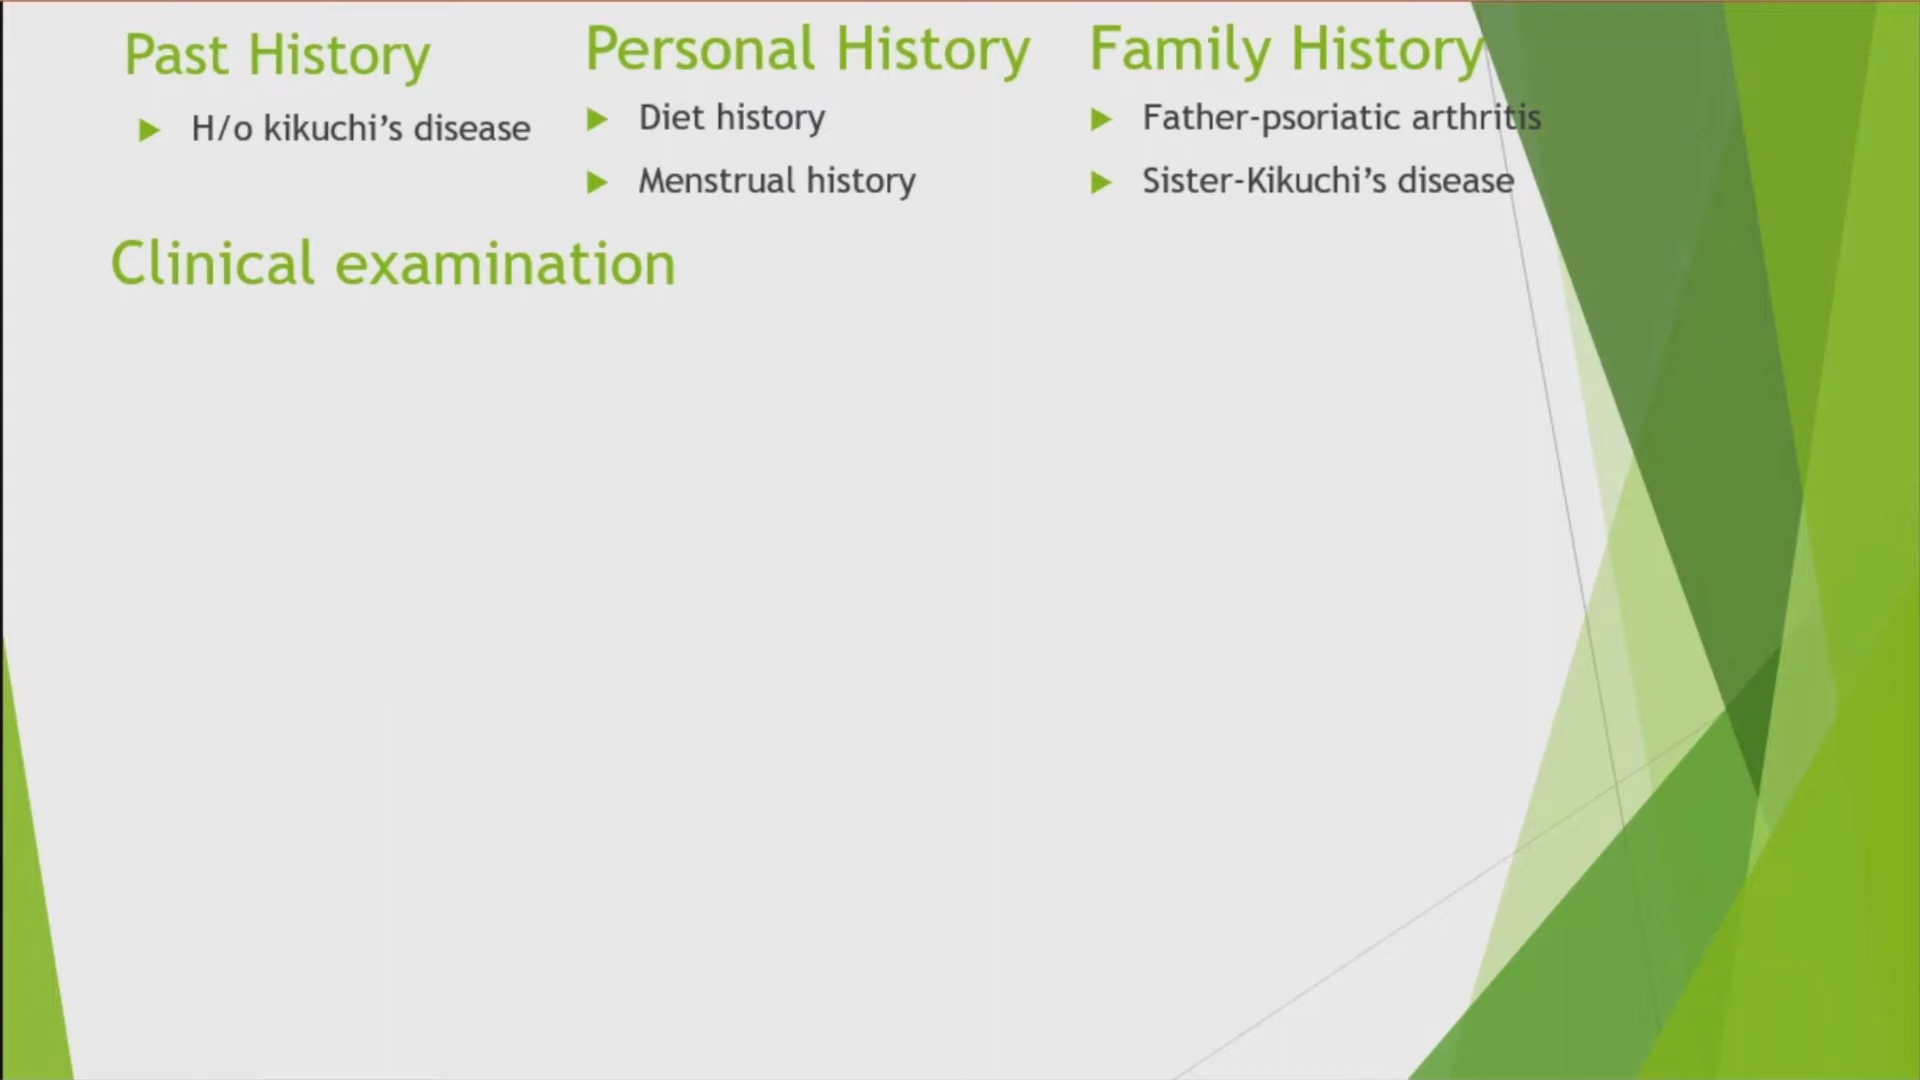 Past History
H/o kikuchi's disease
Personal History
Diet history
Menstrual history
Family History
Father-psoriatic arthritis
Sister-Kikuchi's disease
Clinical examination